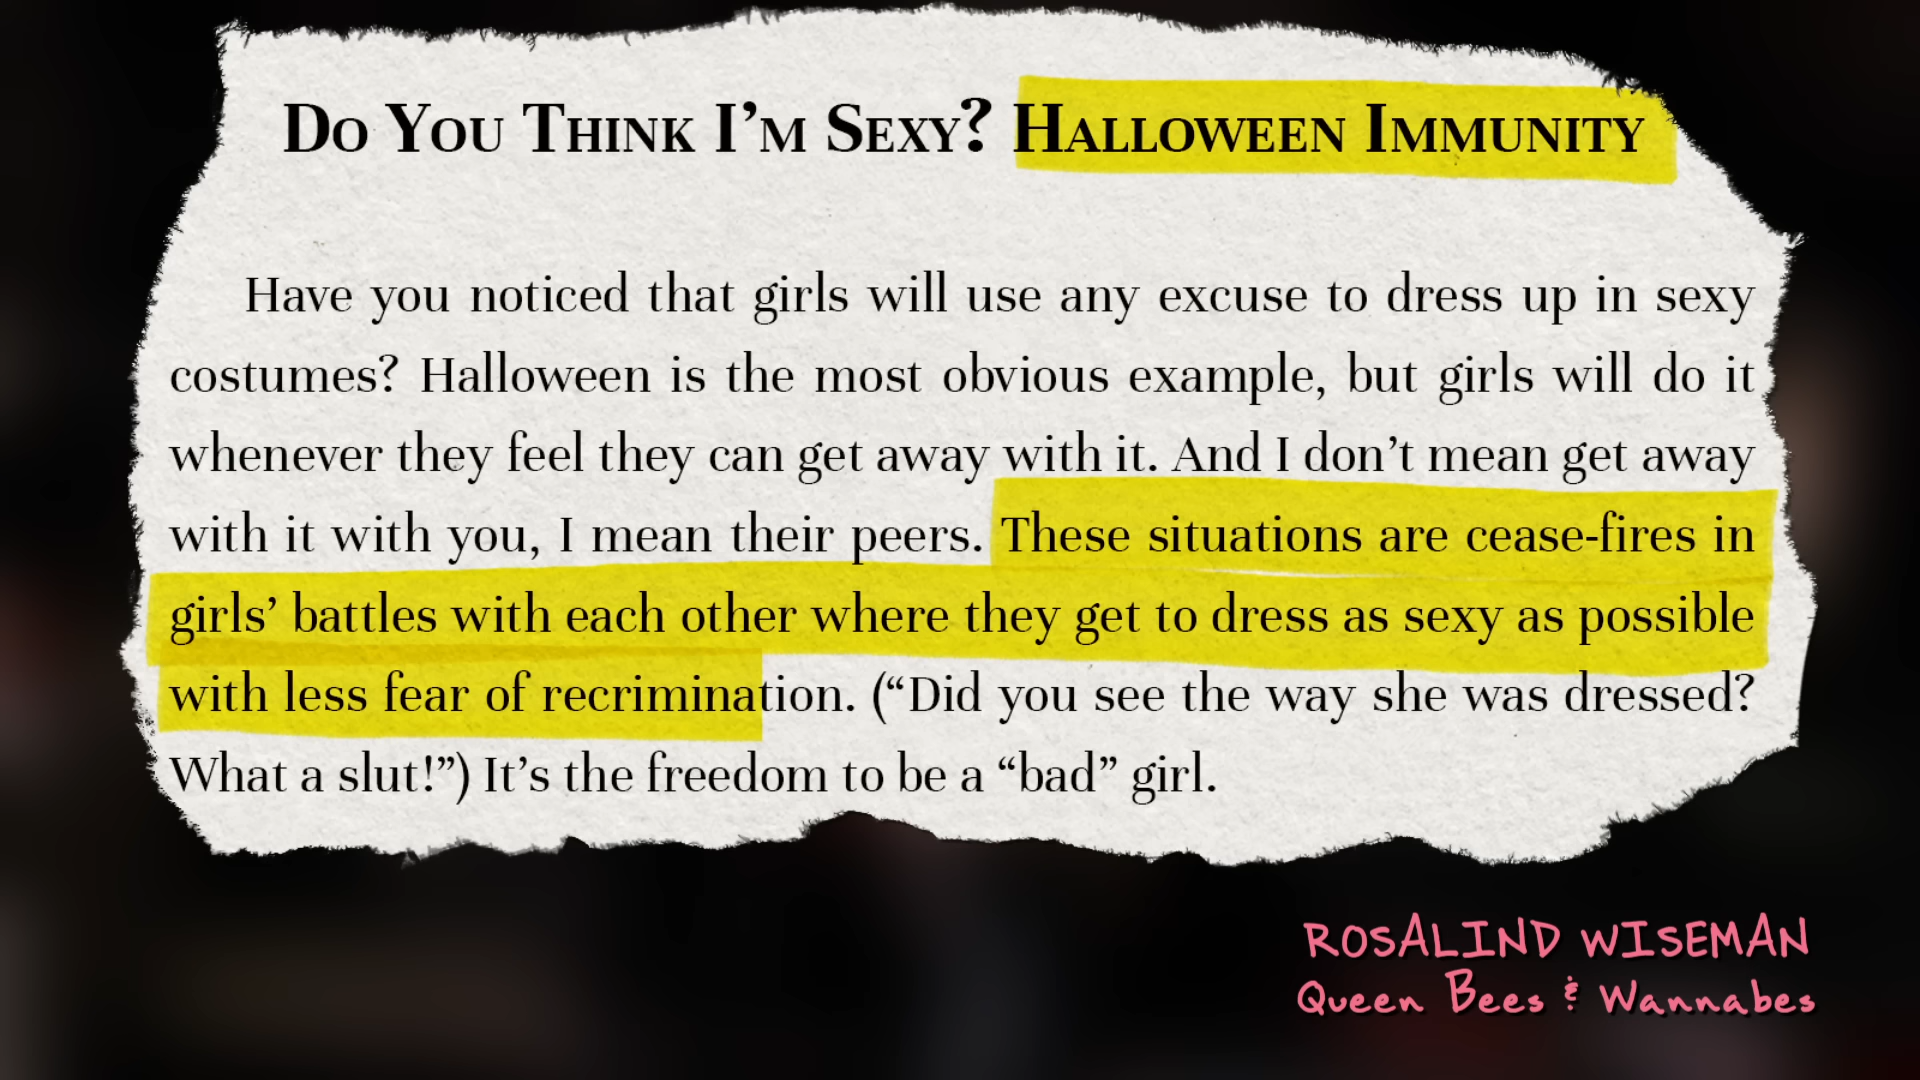 Do You Think I’m Sexy? Halloween Immunity
Have you noticed that girls will use any excuse to dress up in sexy
costumes? Halloween is the most obvious example, but girls will do it
whenever they feel they can get away with it. And I don’t mean get away
with it with you, I mean their peers. These situations are cease-fires in
girls’ battles with each other where they get to dress as sexy as possible
with less fear of recrimination. (“Did you see the way she was dressed?
What a slut!”) It’s the freedom to be a “bad” girl.
ROSALIND WISEMAN
Queen Bees & Wannabes